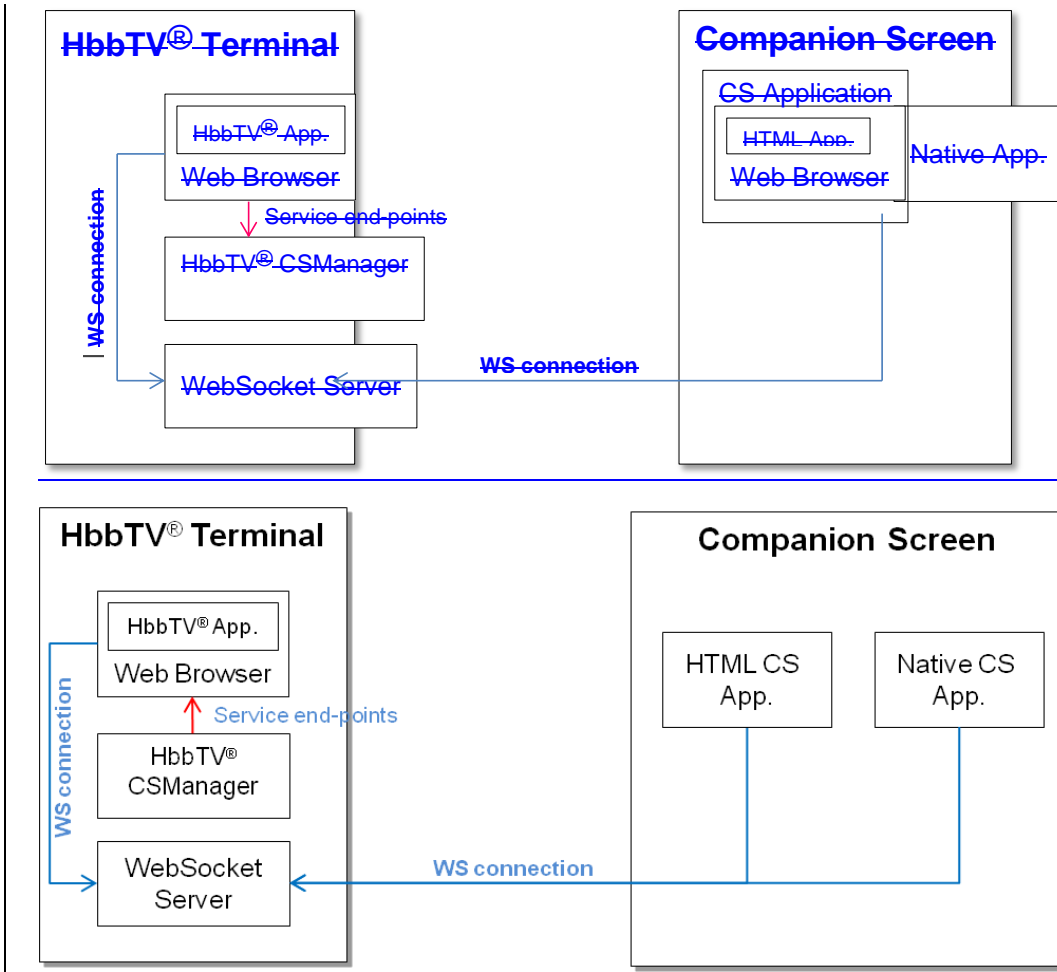 HbbTV® Terminal
Companion Screen
CS Application
HbbTV® App.
HTML App.
Native App.
Web Browser
Web Browser
Service end-points
HbbTV® CSManager
WS connection
WS connection
WebSocket Server
HbbTV® Terminal
Companion Screen
HbbTV® App.
Web Browser
HTML CS
App.
Native CS
App.
Service end-points
WS connection
HbbTV®
CSManager
WebSocket
Server
WS connection